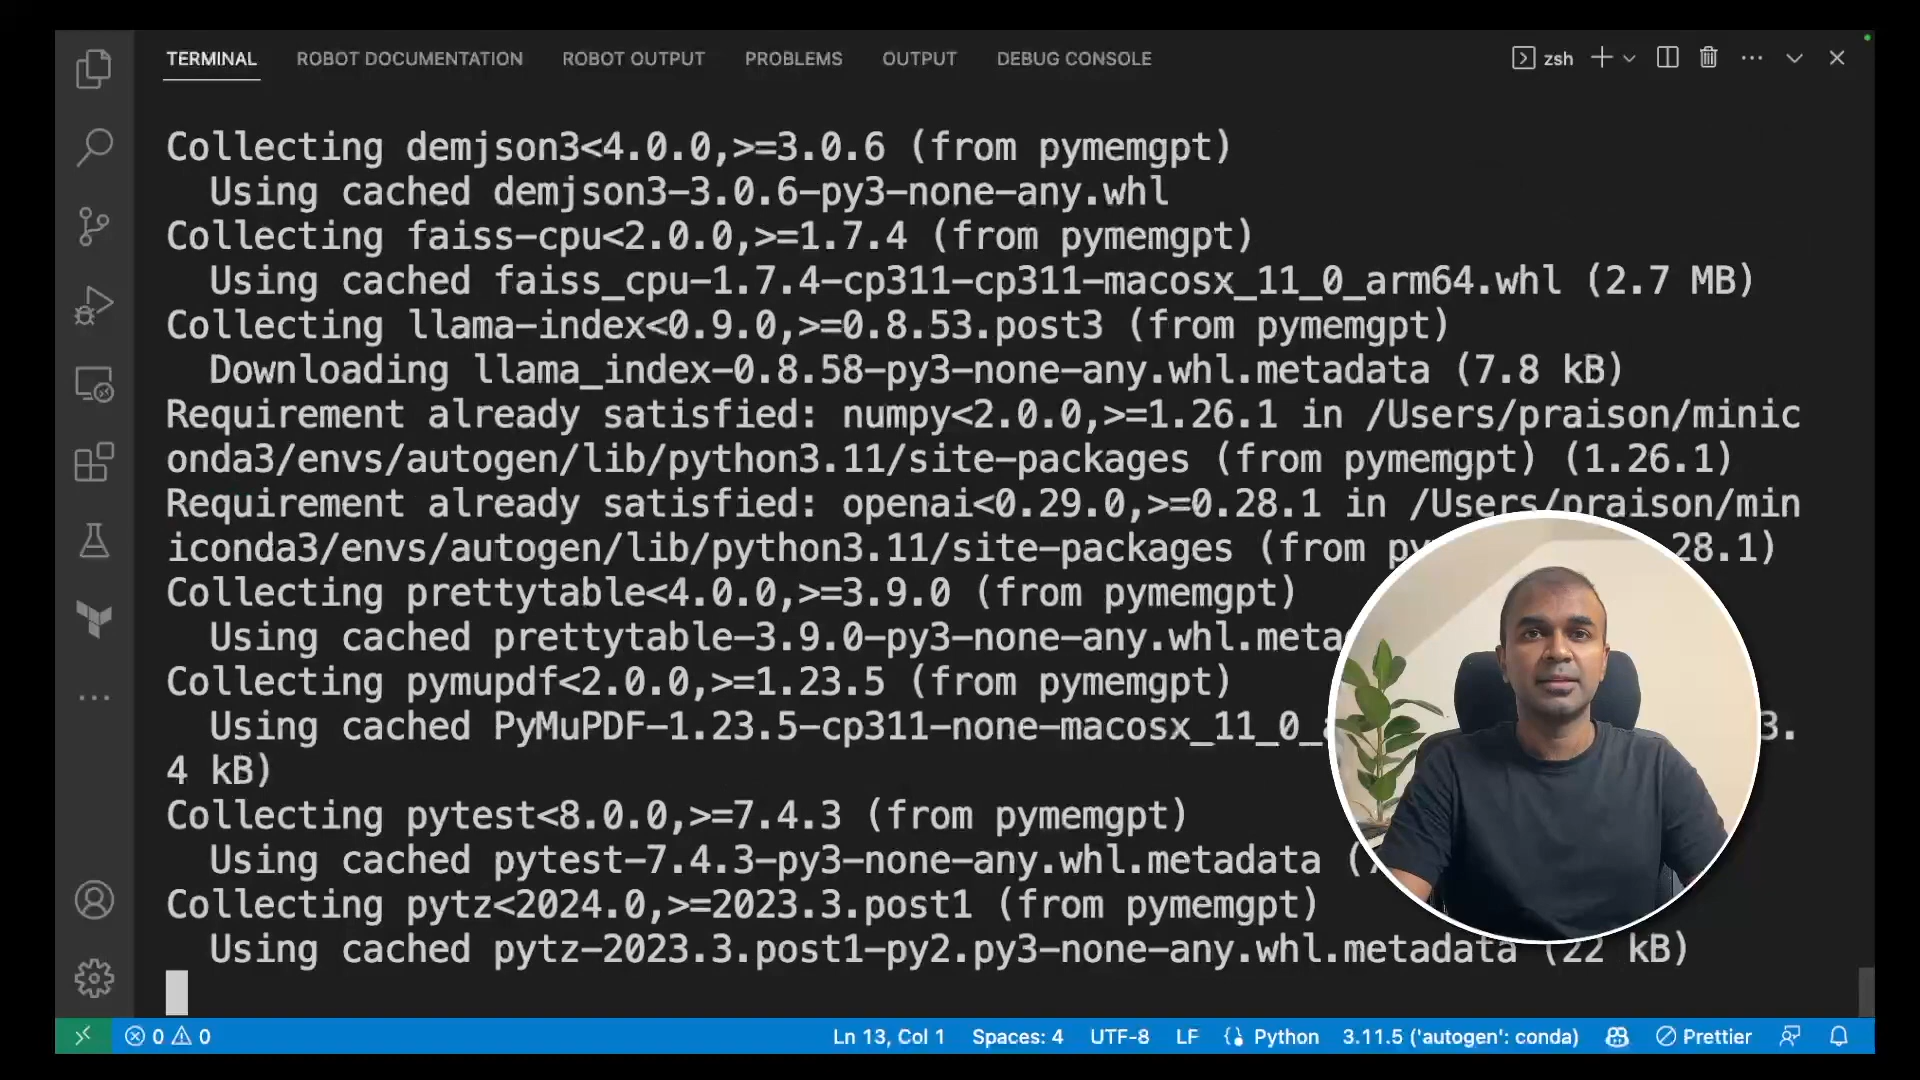 TERMINAL ROBOT DOCUMENTATION ROBOT OUTPUT PROBLEMS OUTPUT DEBUG CONSOLE zsh
Collecting demjson3<4.0.0,>=3.0.6 (from pymemgpt)
Using cached demjson3-3.0.6-py3-none-any.whl
Collecting faiss-cpu<2.0.0,>=1.7.4 (from pymemgpt)
Using cached faiss_cpu-1.7.4-cp311-cp311-macosx_11_0_arm64.whl (2.7 MB)
Collecting llama-index<0.9.0,>=0.8.53.post3 (from pymemgpt)
Downloading llama_index-0.8.58-py3-none-any.whl.metadata (7.8 kB)
Requirement already satisfied: numpy<2.0.0,>=1.26.1 in /Users/praison/minic
onda3/envs/autogen/lib/python3.11/site-packages (from pymemgpt) (1.26.1)
Requirement already satisfied: openai<0.29.0,>=0.28.1 in /Users/praison/min
iconda3/envs/autogen/lib/python3.11/site-packages (from py 28.1)
Collecting prettytable<4.0.0,>=3.9.0 (from pymemgpt)
Using cached prettytable-3.9.0-py3-none-any.whl.meta
Collecting pymupdf<2.0.0,>=1.23.5 (from pymemgpt)
Using cached PyMuPDF-1.23.5-cp311-none-macosx_11_0_a 3.
4 kB)
Collecting pytest<8.0.0,>=7.4.3 (from pymemgpt)
Using cached pytest-7.4.3-py3-none-any.whl.metadata (
Collecting pytz<2024.0,>=2023.3.post1 (from pymemgpt)
Using cached pytz-2023.3.post1-py2.py3-none-any.whl.metadata (22 kB)
0 0 Ln 13, Col 1 Spaces: 4 UTF-8 LF Python 3.11.5 ('autogen': conda) Prettier